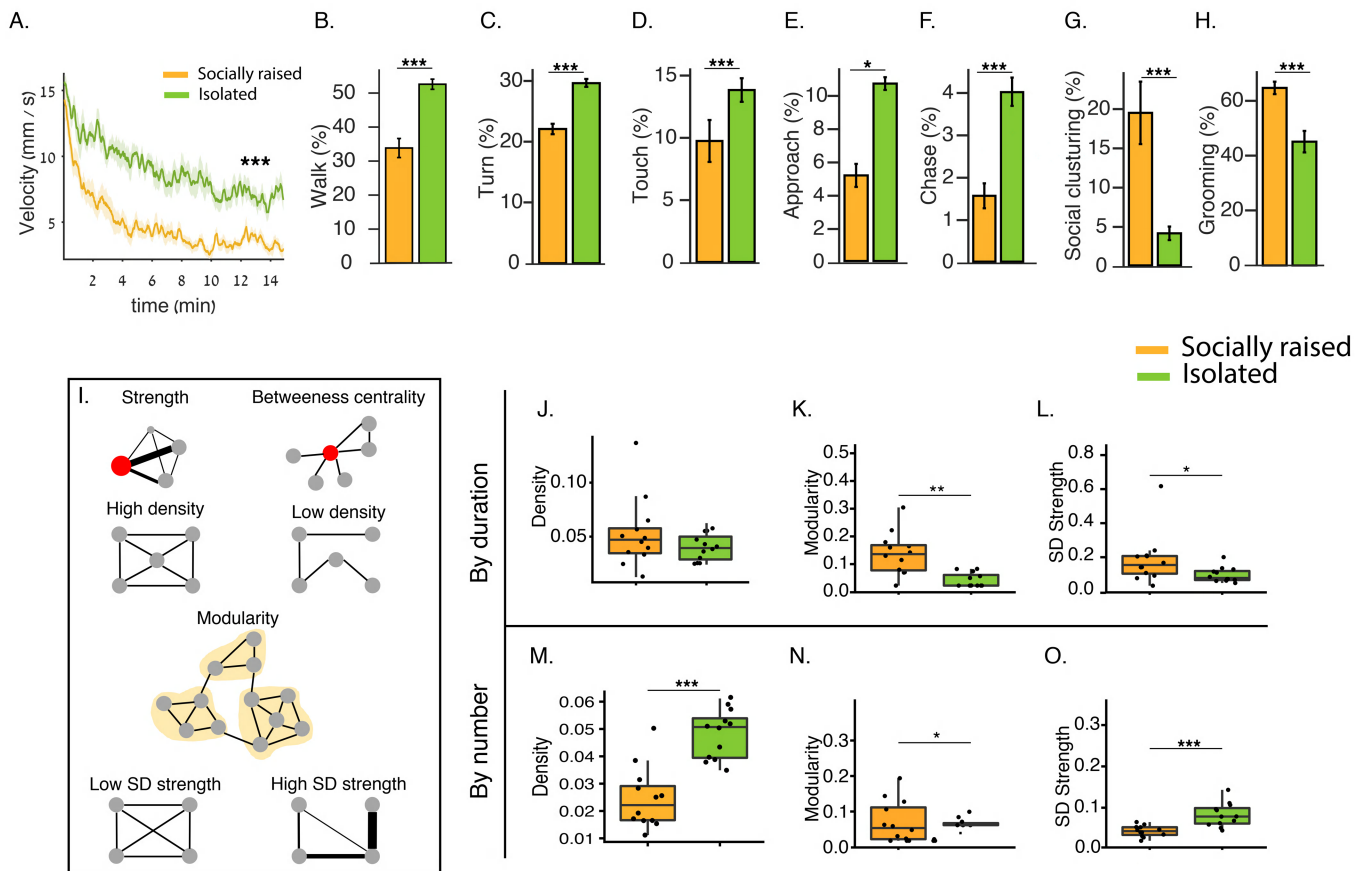 A.
B.
C.
D.
E.
F.
G.
H.
Socially raised
Isolated
***
Velocity (mm / s)
15
10
5
2 4 6 8 10 12 14
time (min)
***
Walk (%)
50
40
30
20
10
0
***
Turn (%)
30
20
10
0
***
Touch (%)
15
10
5
0
*
Approach (%)
10
8
6
4
2
0
***
Chase (%)
4
3
2
1
0
***
Social clusturing (%)
20
15
10
5
0
***
Grooming (%)
60
40
20
0
Socially raised
Isolated
I.
Strength
Betweeness centrality
High density
Low density
Modularity
Low SD strength
High SD strength
By duration
J.
Density
0.10
0.05
K.
Modularity
0.5
0.4
0.3
0.2
0.1
0.0
**
L.
SD Strength
0.8
0.6
0.4
0.2
0.0
*
By number
M.
Density
0.06
0.05
0.04
0.03
0.02
0.01
***
N.
Modularity
0.3
0.2
0.1
0.0
*
O.
SD Strength
0.3
0.2
0.1
0.0
***